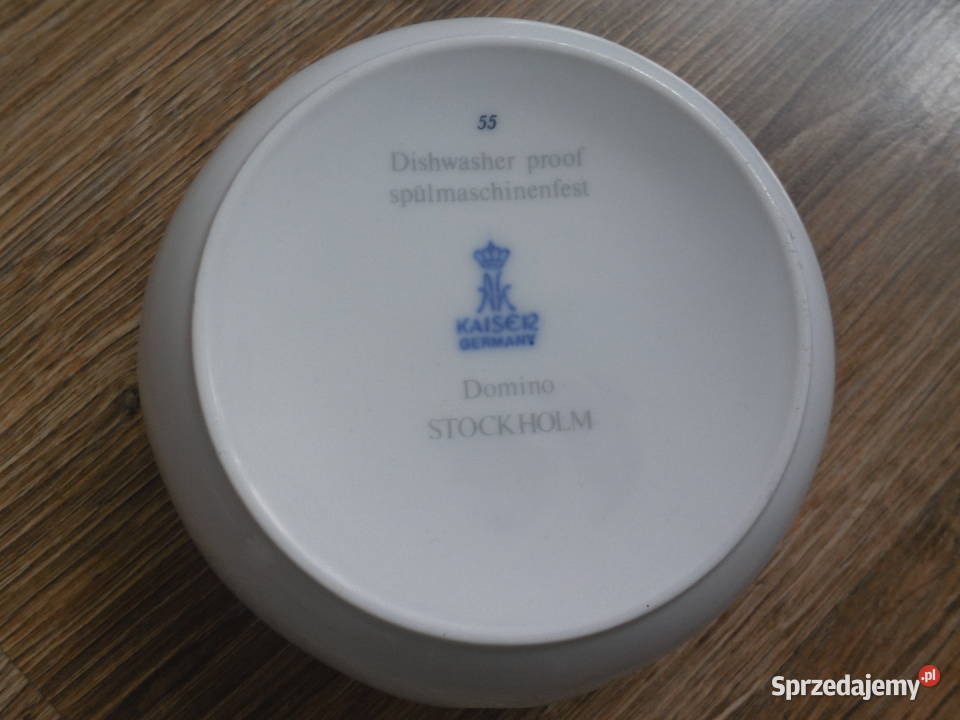 55
Dishwasher proof
spülmaschinenfest
AK
KAISER
GERMANY
Domino
STOCKHOLM
Sprzedajemy.pl